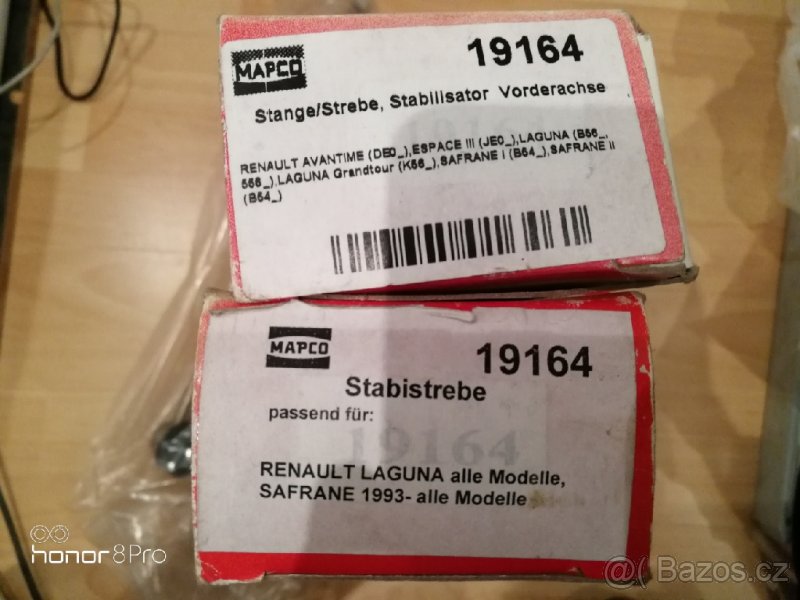 MAPCO
19164
Stange/Strebe, Stabilisator Vorderachse
RENAULT AVANTIME (DE0_),ESPACE III (JE0_),LAGUNA (B56_,
556_),LAGUNA Grandtour (K56_),SAFRANE I (B54_),SAFRANE II
(B54_)
MAPCO
19164
Stabistrebe
passend für:
19164
RENAULT LAGUNA alle Modelle,
SAFRANE 1993- alle Modelle
honor 8Pro
@Bazos.cz